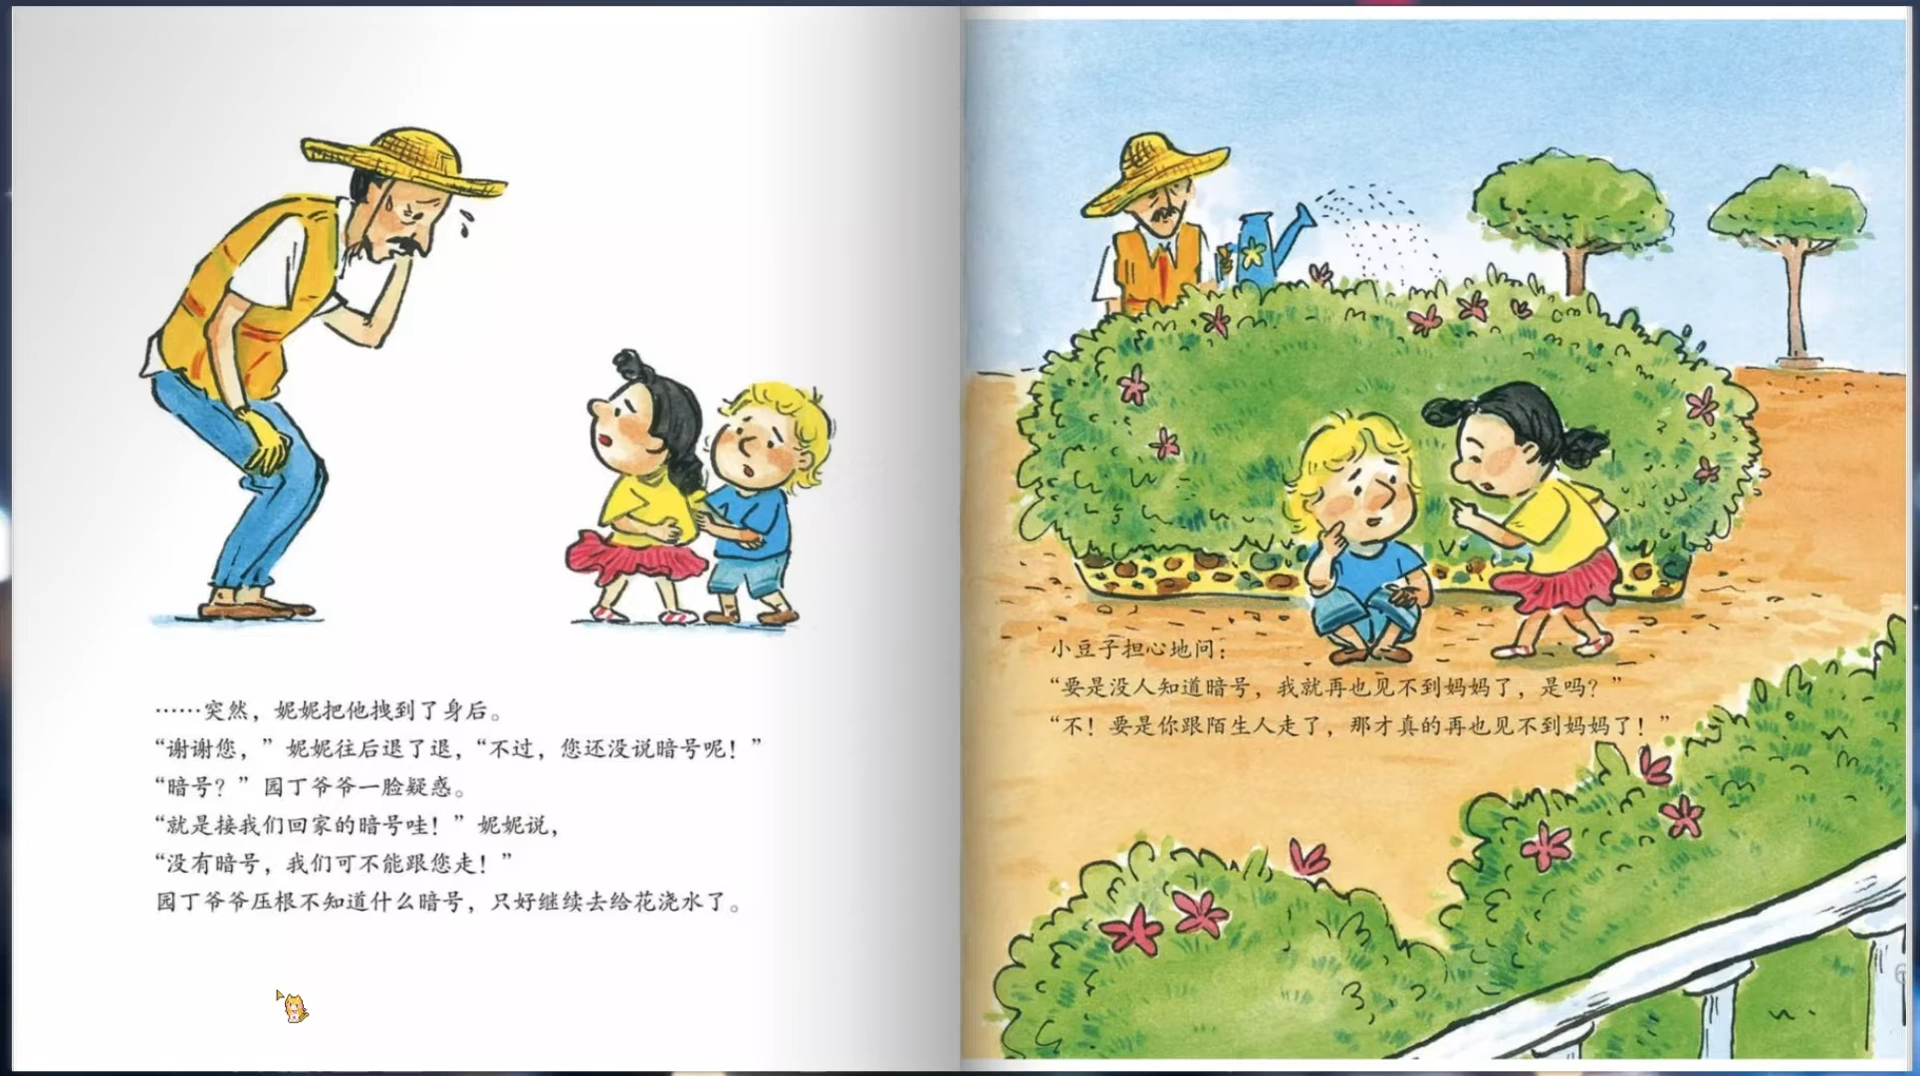 ……突然，妮妮把他拽到了身后。
“谢谢您，”妮妮往后退了退，“不过，您还没说暗号呢！”
“暗号？”园丁爷爷一脸疑惑。
“就是接我们回家的暗号哇！”妮妮说，
“没有暗号，我们可不能跟您走！”
园丁爷爷压根不知道什么暗号，只好继续去给花浇水了。
小豆子担心地问：
“要是没人知道暗号，我就再也见不到妈妈了，是吗？”
“不！要是你跟陌生人走了，那才真的再也见不到妈妈了！”